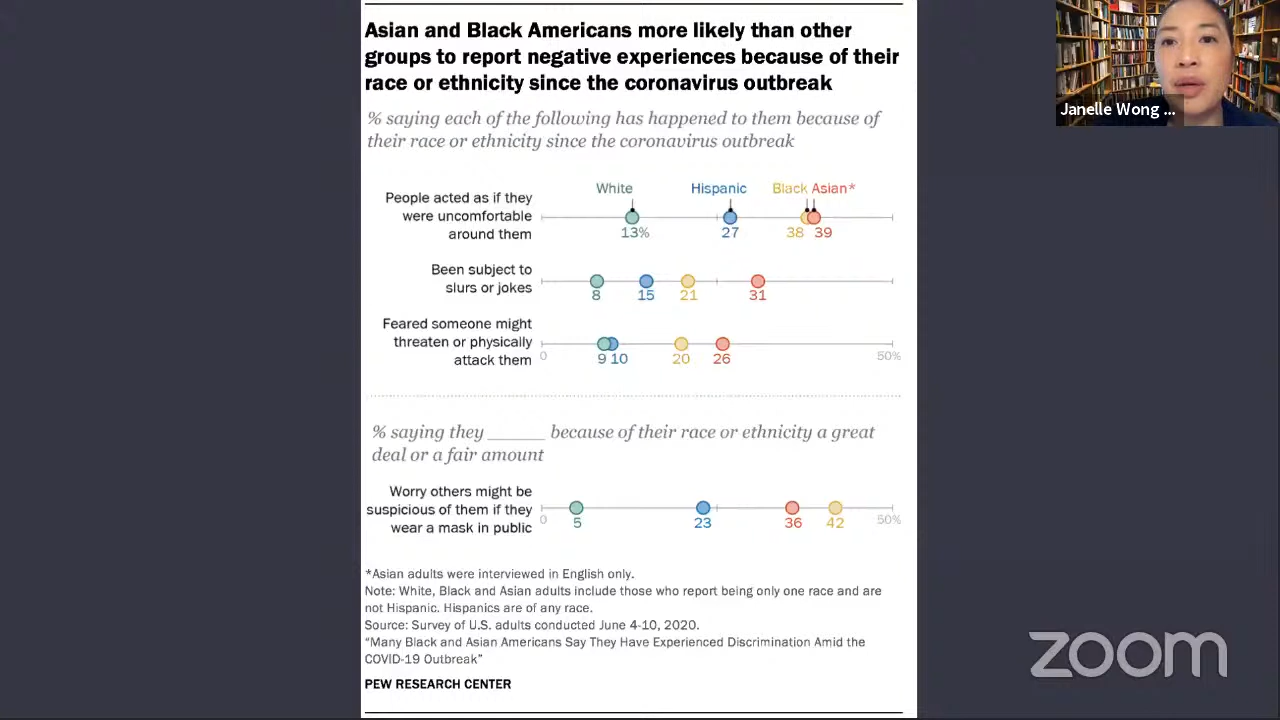 Asian and Black Americans more likely than other
groups to report negative experiences because of their
race or ethnicity since the coronavirus outbreak
% saying each of the following has happened to them because of
their race or ethnicity since the coronavirus outbreak
White Hispanic Black Asian*
People acted as if they
were uncomfortable
around them
13% 27 38 39
Been subject to
slurs or jokes
8 15 21 31
Feared someone might
threaten or physically
attack them
0 9 10 20 26 50%
% saying they ______ because of their race or ethnicity a great
deal or a fair amount
Worry others might be
suspicious of them if they
wear a mask in public
0 5 23 36 42 50%
*Asian adults were interviewed in English only.
Note: White, Black and Asian adults include those who report being only one race and are
not Hispanic. Hispanics are of any race.
Source: Survey of U.S. adults conducted June 4-10, 2020.
"Many Black and Asian Americans Say They Have Experienced Discrimination Amid the
COVID-19 Outbreak"
PEW RESEARCH CENTER
Janelle Wong ...
zoom